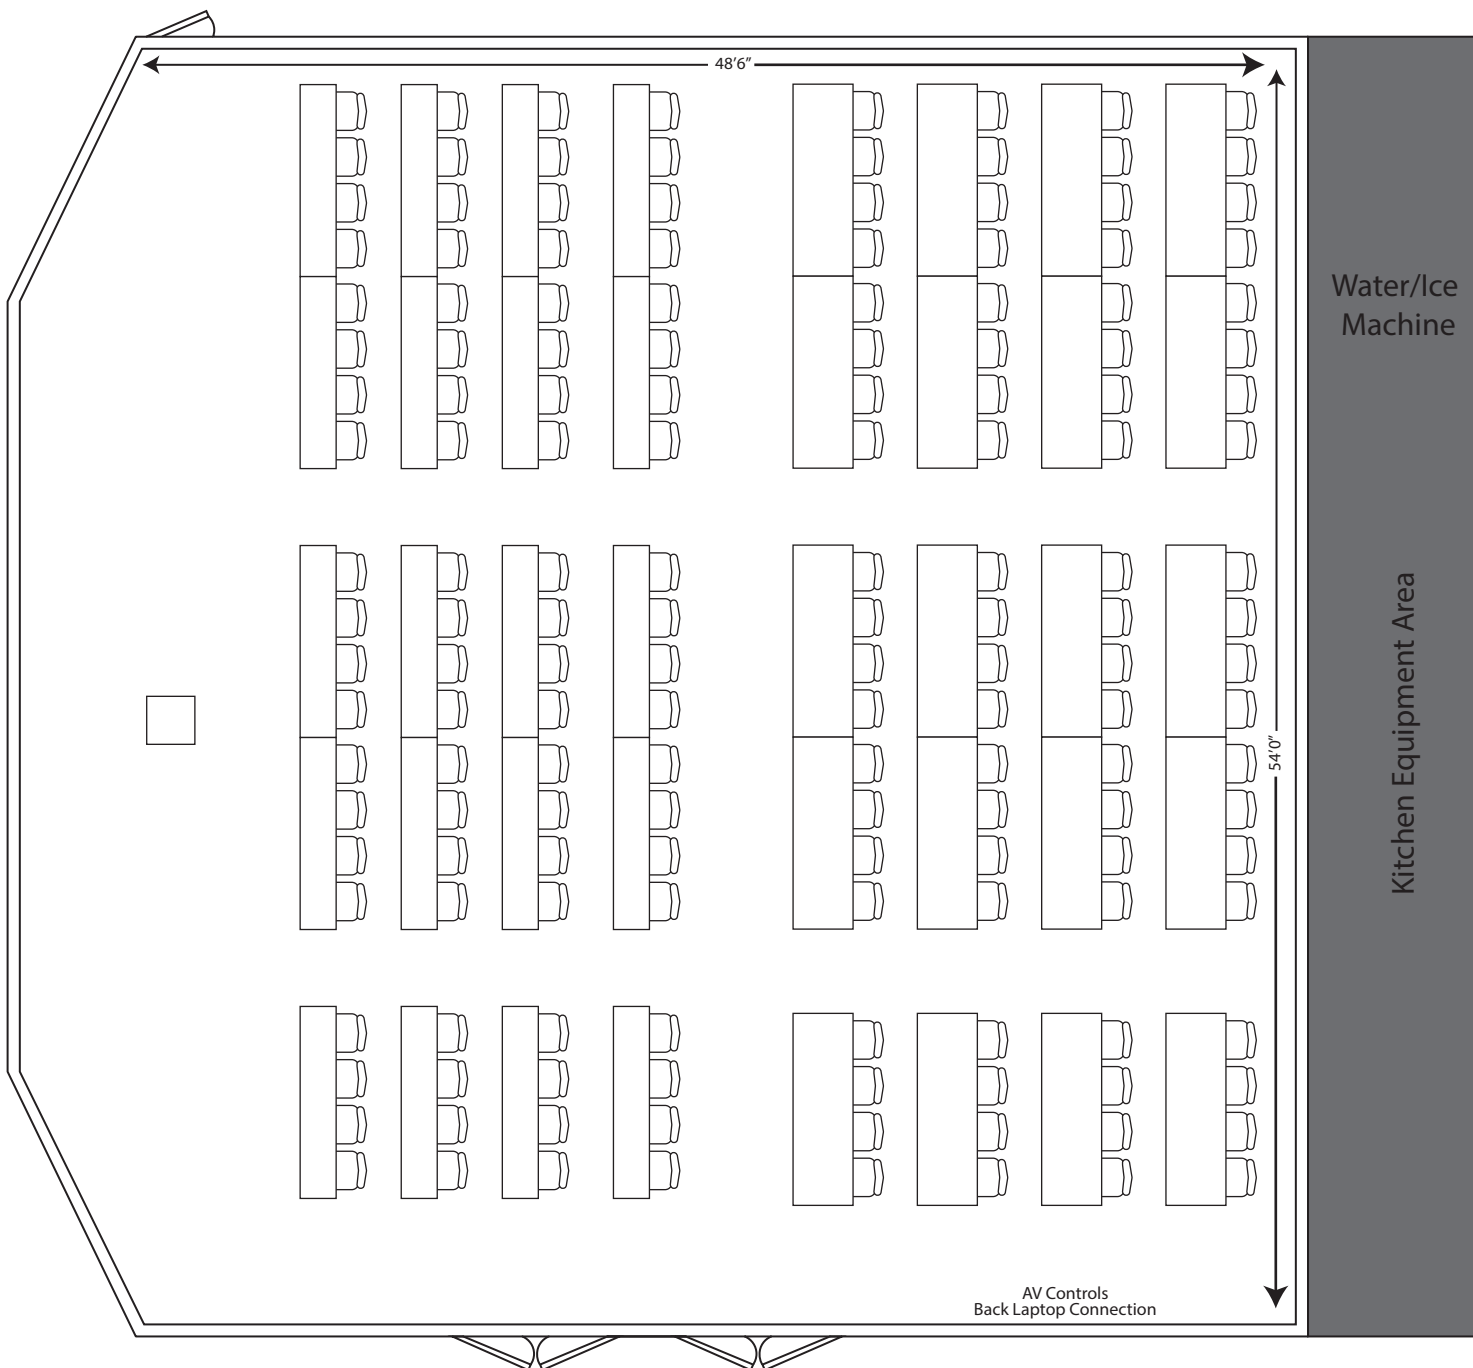 48'6"
Water/Ice
Machine
Kitchen Equipment Area
54'0"
AV Controls
Back Laptop Connection